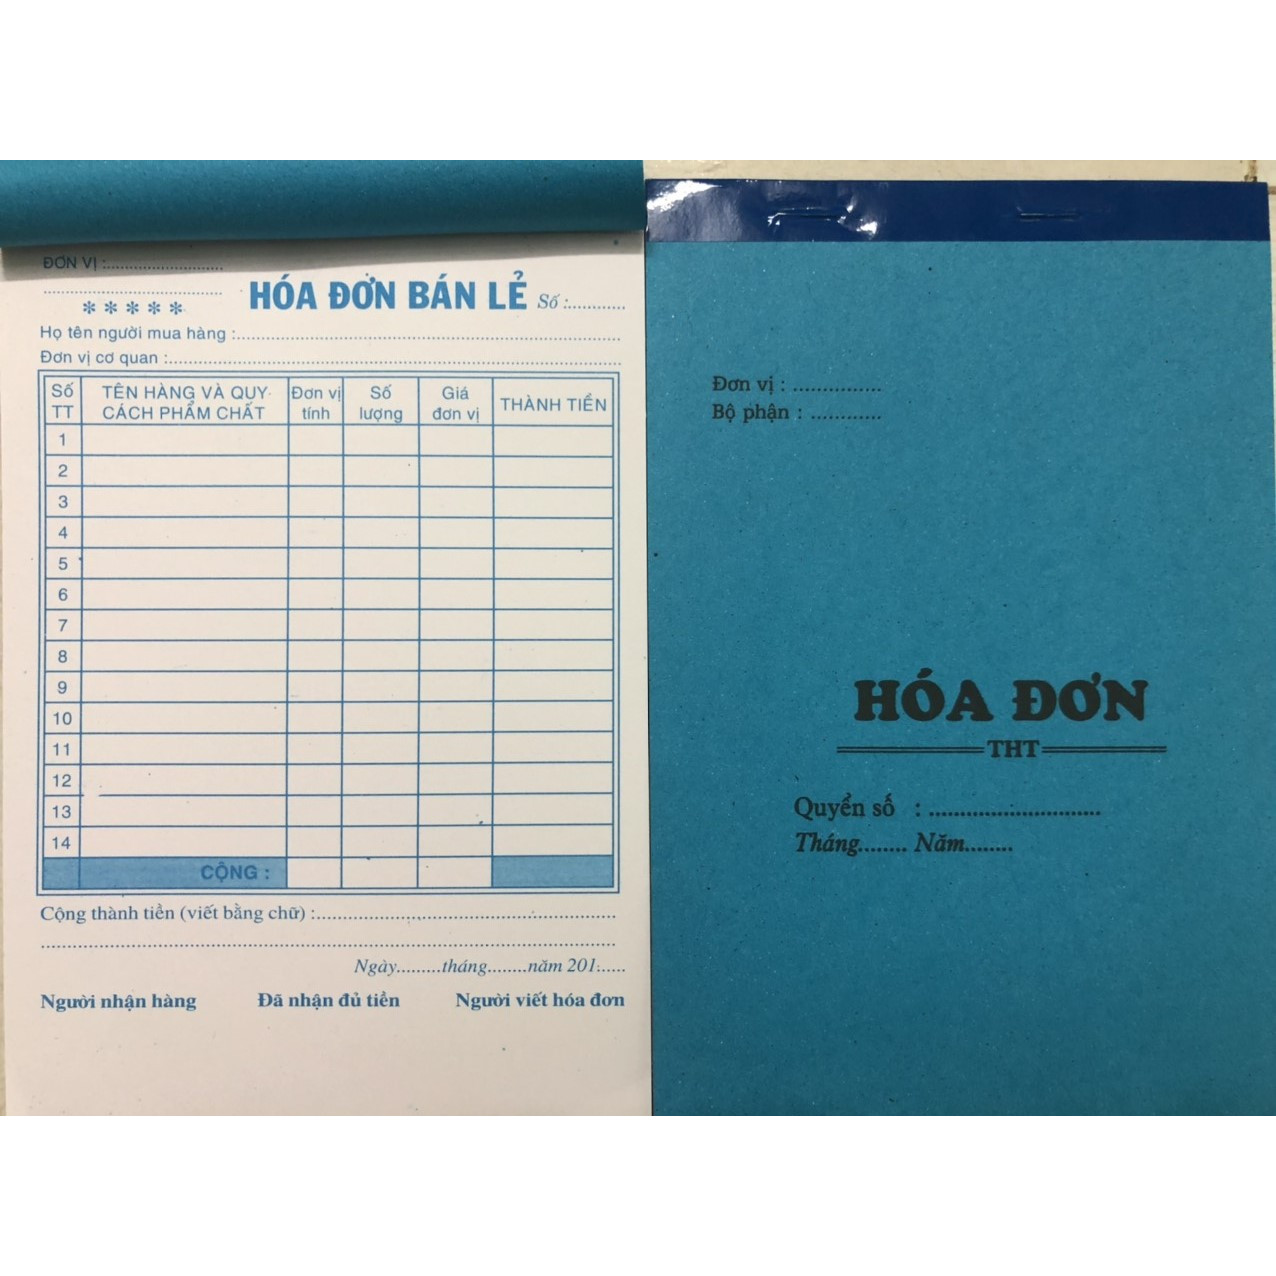 ĐƠN VỊ :..........................
..........................................
✻ ✻ ✻ ✻ ✻
HÓA ĐƠN BÁN LẺ Số :............
Họ tên người mua hàng :..........................................................
Đơn vị cơ quan :......................................................................
Số TT TÊN HÀNG VÀ QUY CÁCH PHẨM CHẤT Đơn vị tính Số lượng Giá đơn vị THÀNH TIỀN
1
2
3
4
5
6
7
8
9
10
11
12
13
14
CỘNG :
Cộng thành tiền (viết bằng chữ) :..........................................................
..............................................................................................................
Ngày.........tháng........năm 201......
Người nhận hàng Đã nhận đủ tiền Người viết hóa đơn
Đơn vị : ...............
Bộ phận : ............
HÓA ĐƠN
THT
Quyển số : .............................
Tháng........ Năm........